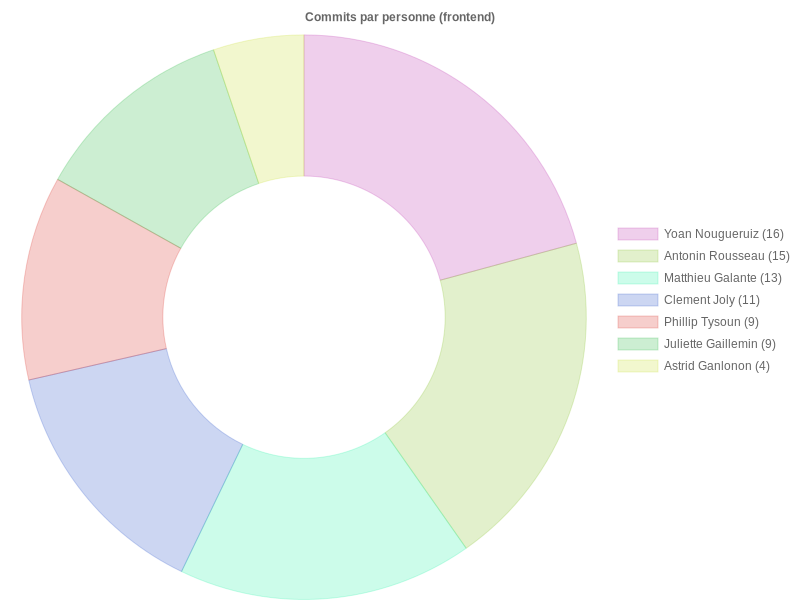 Commits par personne (frontend)
Yoan Nougueruiz (16)
Antonin Rousseau (15)
Matthieu Galante (13)
Clement Joly (11)
Phillip Tysoun (9)
Juliette Gaillemin (9)
Astrid Ganlonon (4)